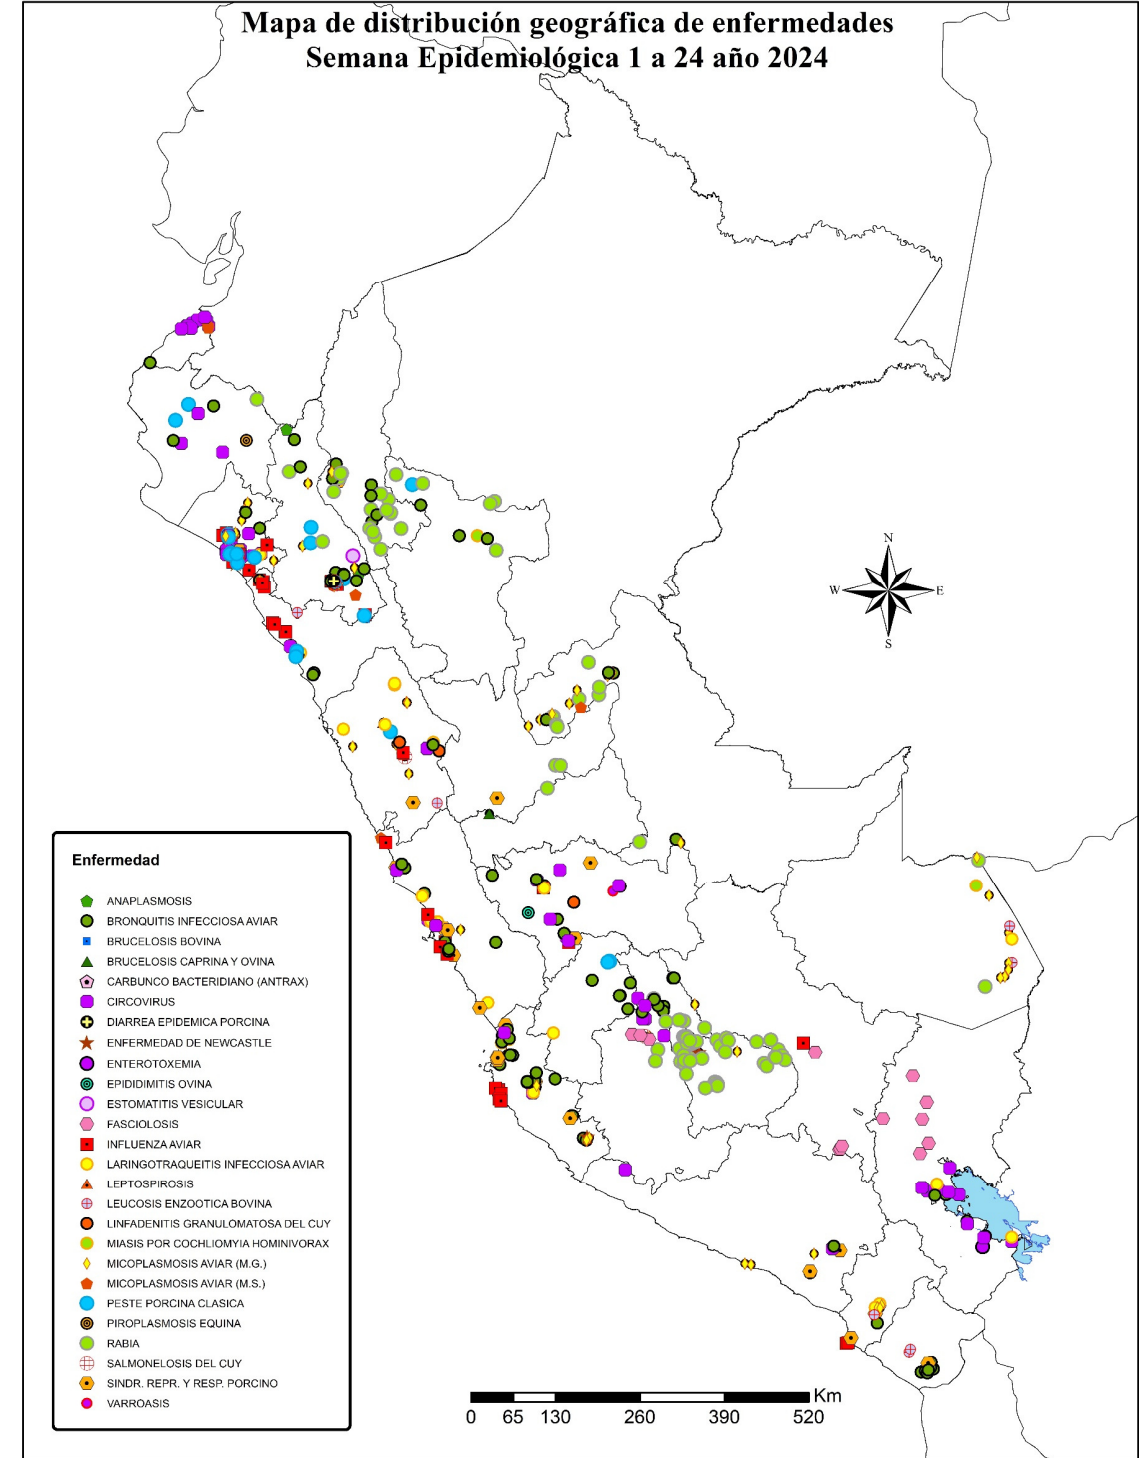 Mapa de distribución geográfica de enfermedades
Semana Epidemiológica 1 a 24 año 2024
N
W
E
S
Enfermedad
ANAPLASMOSIS
BRONQUITIS INFECCIOSA AVIAR
BRUCELOSIS BOVINA
BRUCELOSIS CAPRINA Y OVINA
CARBUNCO BACTERIDIANO (ANTRAX)
CIRCOVIRUS
DIARREA EPIDEMICA PORCINA
ENFERMEDAD DE NEWCASTLE
ENTEROTOXEMIA
EPIDIDIMITIS OVINA
ESTOMATITIS VESICULAR
FASCIOLOSIS
INFLUENZA AVIAR
LARINGOTRAQUEITIS INFECCIOSA AVIAR
LEPTOSPIROSIS
LEUCOSIS ENZOOTICA BOVINA
LINFADENITIS GRANULOMATOSA DEL CUY
MIASIS POR COCHLIOMYIA HOMINIVORAX
MICOPLASMOSIS AVIAR (M.G.)
MICOPLASMOSIS AVIAR (M.S.)
PESTE PORCINA CLASICA
PIROPLASMOSIS EQUINA
RABIA
SALMONELOSIS DEL CUY
SINDR. REPR. Y RESP. PORCINO
VARROASIS
Km
0 65 130 260 390 520